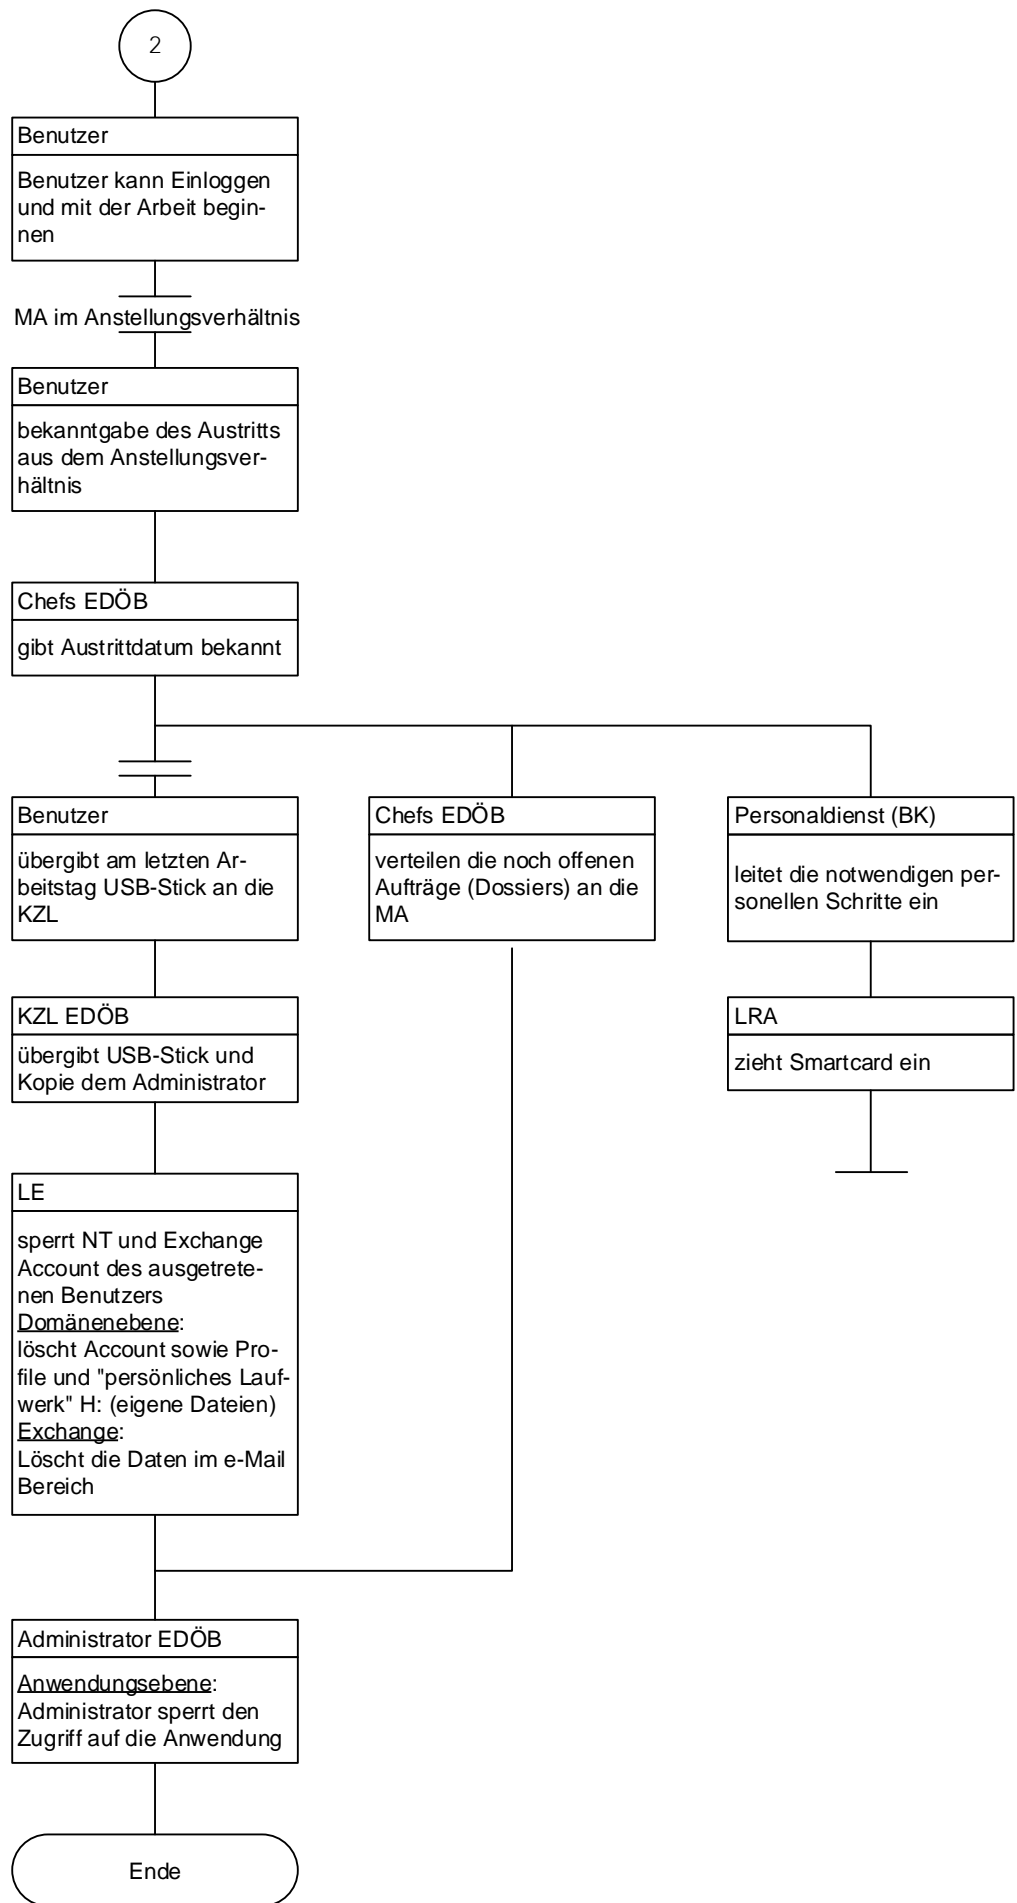 2
Benutzer
Benutzer kann Einloggen
und mit der Arbeit begin-
nen
MA im Anstellungsverhältnis
Benutzer
bekanntgabe des Austritts
aus dem Anstellungsver-
hältnis
Chefs EDÖB
gibt Austrittdatum bekannt
Benutzer
übergibt am letzten Ar-
beitstag USB-Stick an die
KZL
Chefs EDÖB
verteilen die noch offenen
Aufträge (Dossiers) an die
MA
Personaldienst (BK)
leitet die notwendigen per-
sonellen Schritte ein
KZL EDÖB
übergibt USB-Stick und
Kopie dem Administrator
LRA
zieht Smartcard ein
LE
sperrt NT und Exchange
Account des ausgetrete-
nen Benutzers
Domänenebene:
löscht Account sowie Pro-
file und "persönliches Lauf-
werk" H: (eigene Dateien)
Exchange:
Löscht die Daten im e-Mail
Bereich
Administrator EDÖB
Anwendungsebene:
Administrator sperrt den
Zugriff auf die Anwendung
Ende